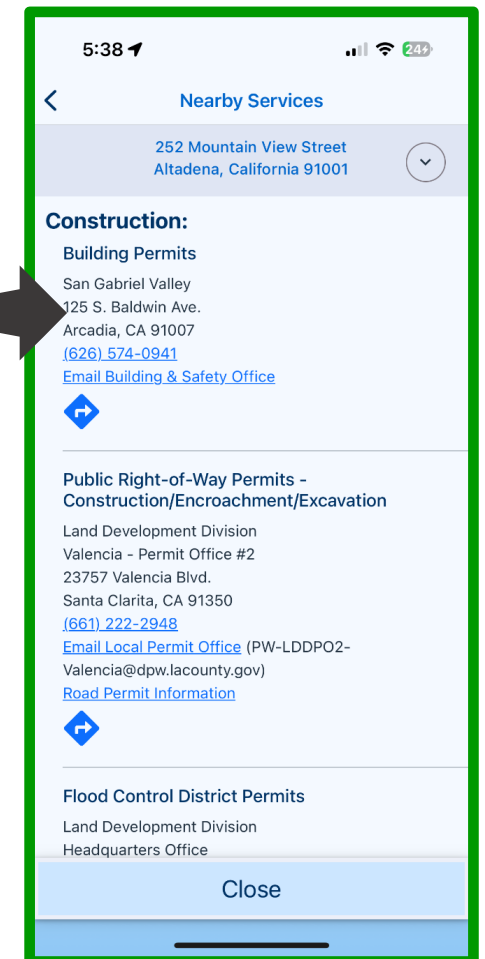 5:38
24
Nearby Services
252 Mountain View Street
Altadena, California 91001
Construction:
Building Permits
San Gabriel Valley
125 S. Baldwin Ave.
Arcadia, CA 91007
(626) 574-0941
Email Building & Safety Office
Public Right-of-Way Permits -
Construction/Encroachment/Excavation
Land Development Division
Valencia - Permit Office #2
23757 Valencia Blvd.
Santa Clarita, CA 91350
(661) 222-2948
Email Local Permit Office (PW-LDDPO2-
Valencia@dpw.lacounty.gov)
Road Permit Information
Flood Control District Permits
Land Development Division
Headquarters Office
Close